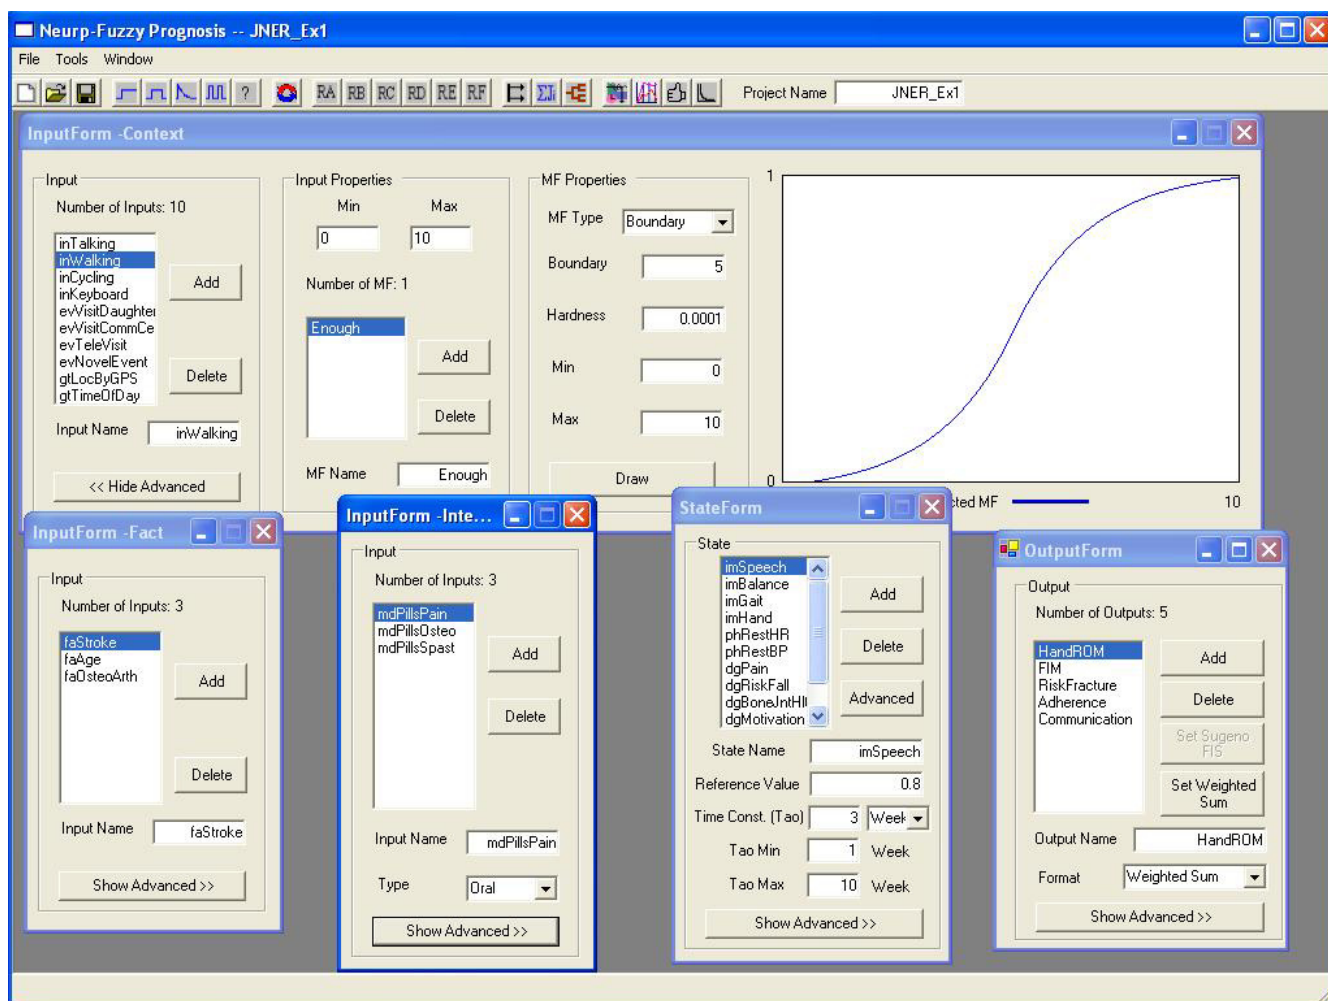 Neurp-Fuzzy Prognosis -- JNER_Ex1
File Tools Window
? RA RB RC RD RE RF Project Name JNER_Ex1
InputForm -Context
Input
Number of Inputs: 10
inTalking
inWalking
inCycling
inKeyboard
evVisitDaughter
evVisitCommCe
evTeleVisit
evNovelEvent
gtLocByGPS
gtTimeOfDay
Add
Delete
Input Name inWalking
<< Hide Advanced
Input Properties
Min Max
0 10
Number of MF: 1
Enough
Add
Delete
MF Name Enough
MF Properties
MF Type Boundary
Boundary 5
Hardness 0.0001
Min 0
Max 10
Draw
1
0
cted MF 10
InputForm -Fact
Input
Number of Inputs: 3
faStroke
faAge
faOsteoArth
Add
Delete
Input Name faStroke
Show Advanced >>
InputForm -Inte...
Input
Number of Inputs: 3
mdPillsPain
mdPillsOsteo
mdPillsSpast
Add
Delete
Input Name mdPillsPain
Type Oral
Show Advanced >>
StateForm
State
imSpeech
imBalance
imGait
imHand
phRestHR
phRestBP
dgPain
dgRiskFall
dgBoneJntHl
dgMotivation
Add
Delete
Advanced
State Name imSpeech
Reference Value 0.8
Time Const. (Tao) 3 Week
Tao Min 1 Week
Tao Max 10 Week
Show Advanced >>
OutputForm
Output
Number of Outputs: 5
HandROM
FIM
RiskFracture
Adherence
Communication
Add
Delete
Set Sugeno
FIS
Set Weighted
Sum
Output Name HandROM
Format Weighted Sum
Show Advanced >>